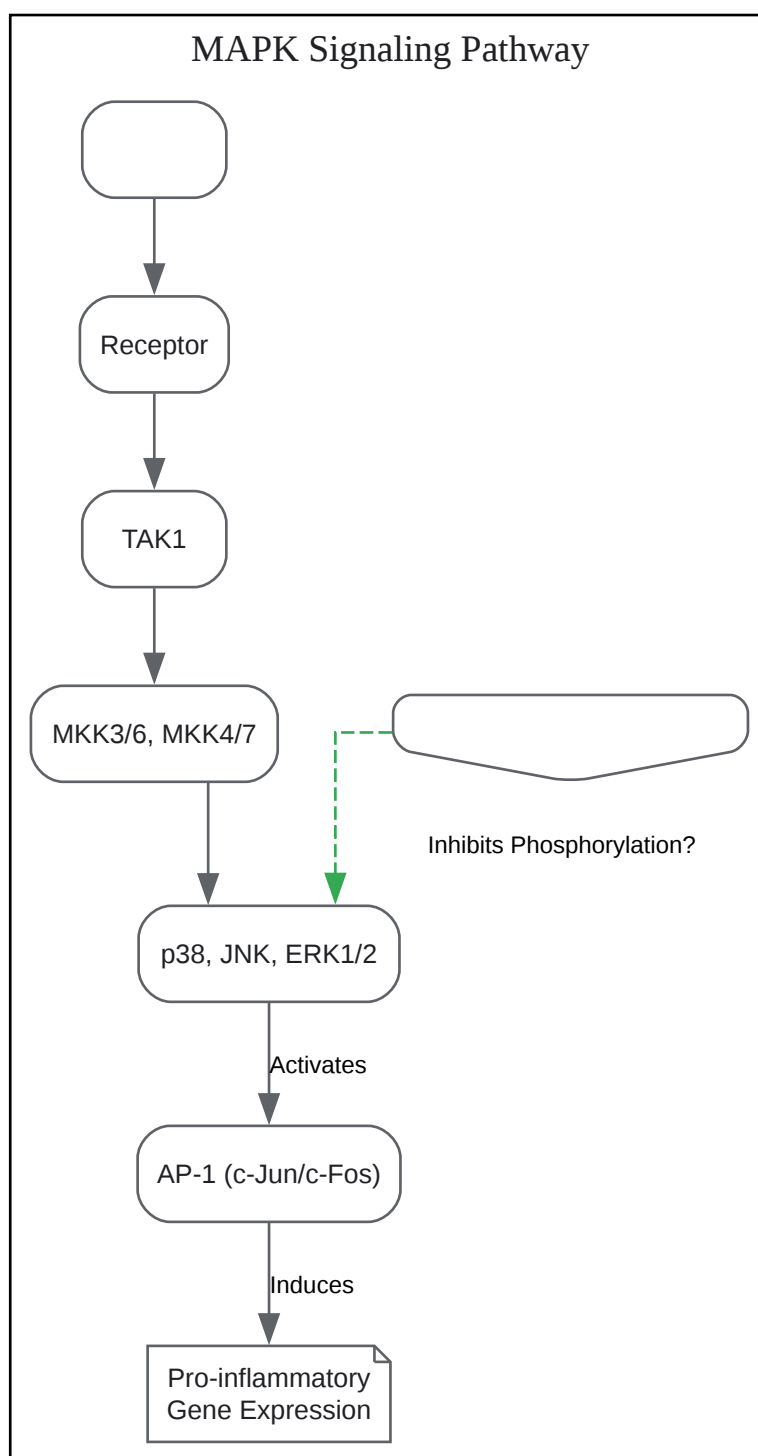 MAPK Signaling Pathway
Receptor
TAK1
MKK3/6, MKK4/7
Inhibits Phosphorylation?
p38, JNK, ERK1/2
Activates
AP-1 (c-Jun/c-Fos)
Induces
Pro-inflammatory
Gene Expression